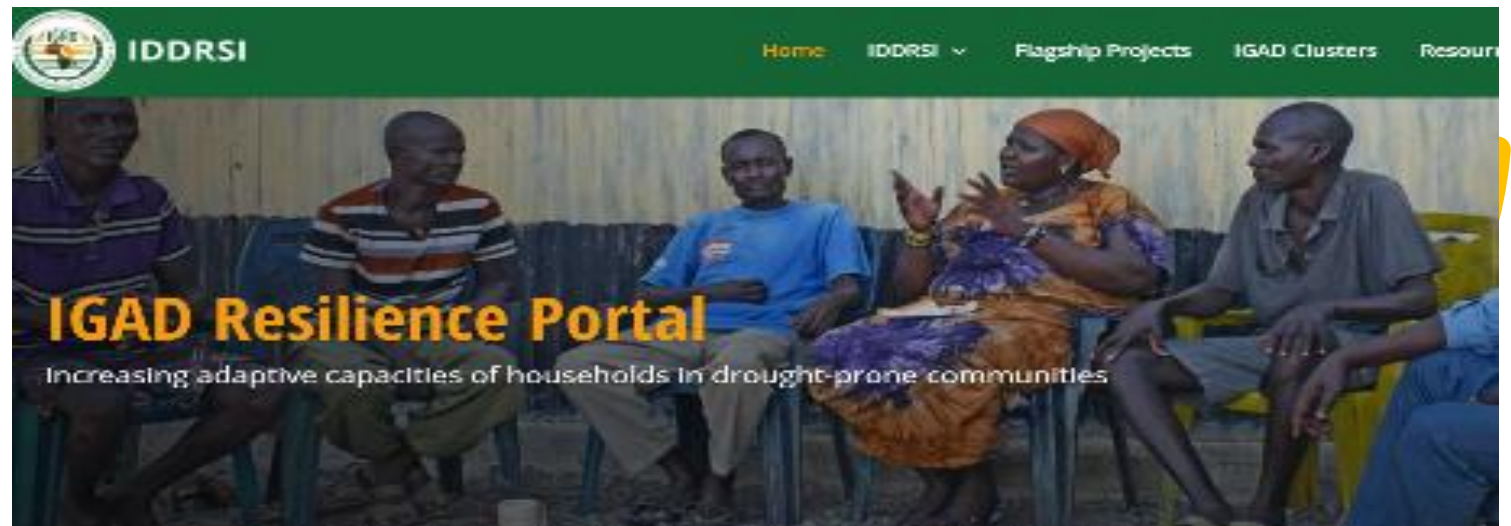 IGAD
IDDRSI
Home IDDRSI Flagship Projects IGAD Clusters
IGAD Resilience Portal
Increasing adaptive capacities of households in drought-prone communities